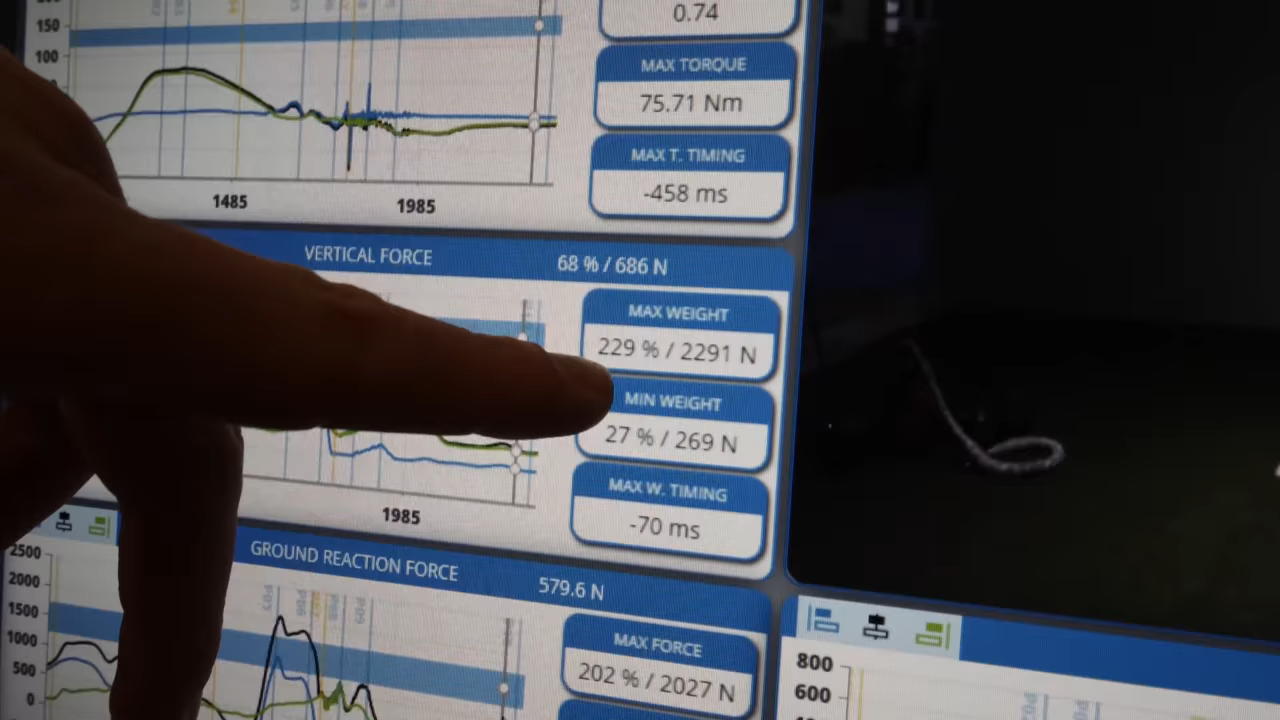 0.74
150
100
MAX TORQUE
75.71 Nm
MAX T. TIMING
-458 ms
1485
1985
VERTICAL FORCE
68 % / 686 N
MAX WEIGHT
229 % / 2291 N
MIN WEIGHT
27 % / 269 N
MAX W. TIMING
-70 ms
1985
GROUND REACTION FORCE
579.6 N
2500
2000
1500
1000
500
0
MAX FORCE
202 % / 2027 N
800
600